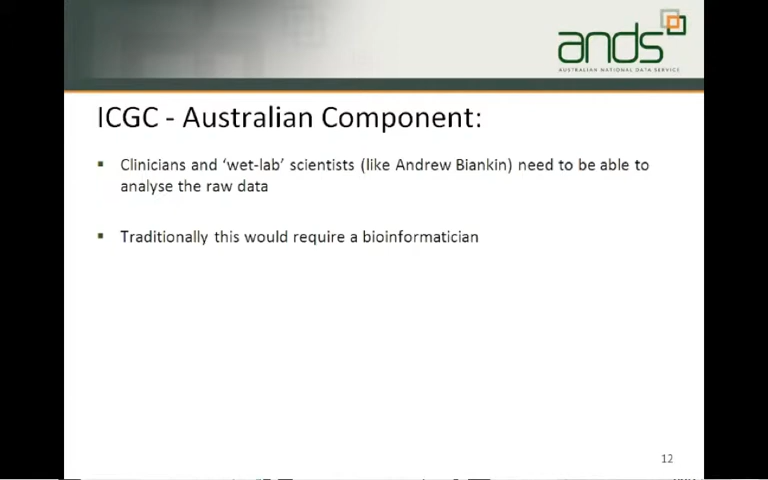 ands
AUSTRALIAN NATIONAL DATA SERVICE
ICGC - Australian Component:
Clinicians and ‘wet-lab’ scientists (like Andrew Biankin) need to be able to
analyse the raw data
Traditionally this would require a bioinformatician
12